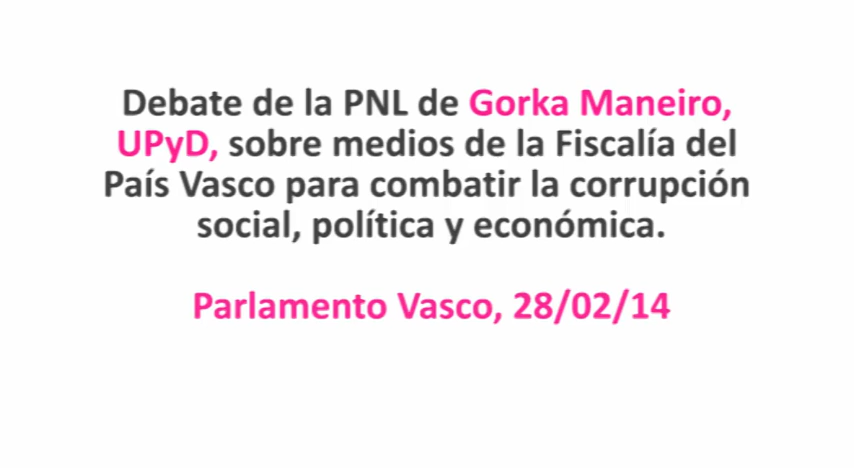 Debate de la PNL de Gorka Maneiro,
UPyD, sobre medios de la Fiscalía del
País Vasco para combatir la corrupción
social, política y económica.
Parlamento Vasco, 28/02/14